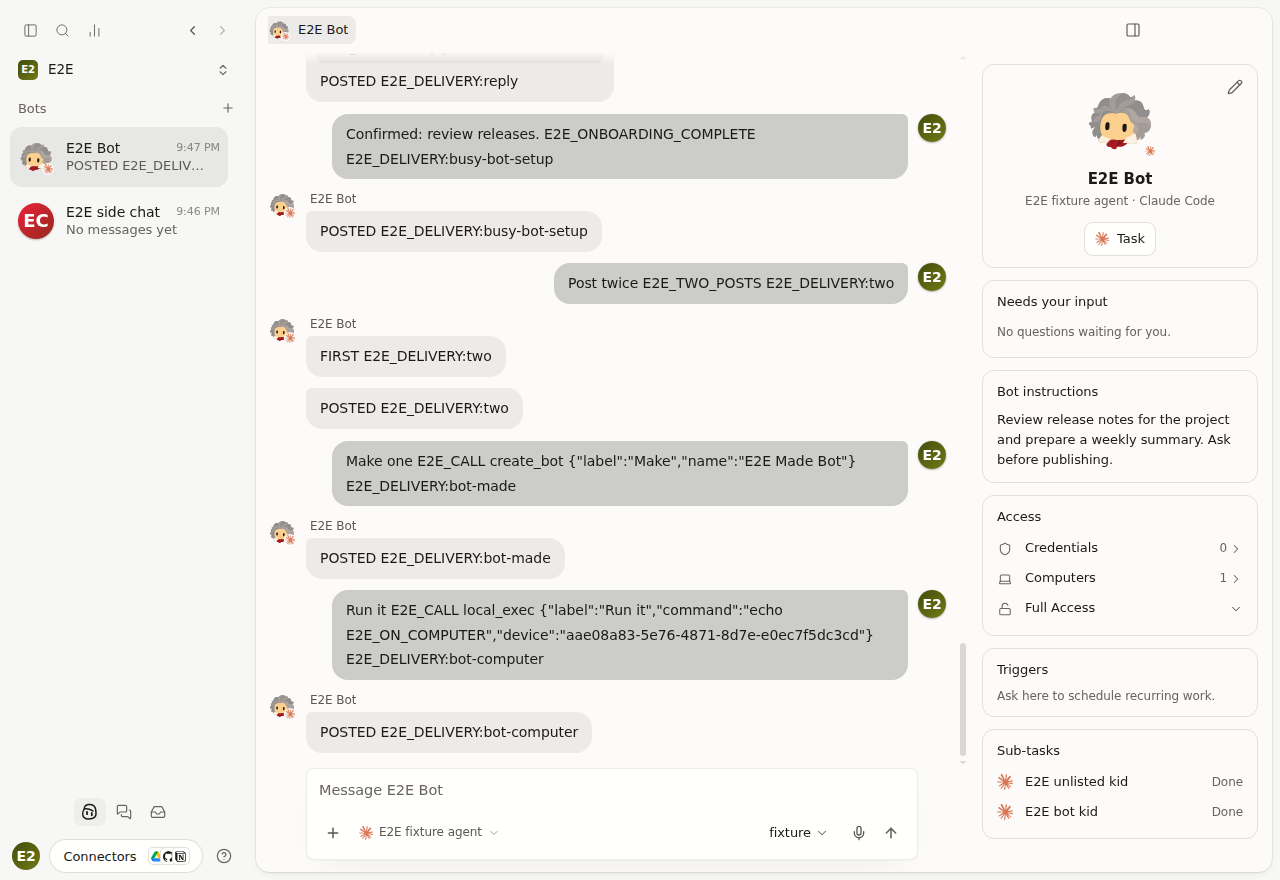 E2 E2E
Bots
E2E Bot 9:47 PM
POSTED E2E_DELIV...
EC E2E side chat 9:46 PM
No messages yet
E2 Connectors
E2E Bot
POSTED E2E_DELIVERY:reply
Confirmed: review releases. E2E_ONBOARDING_COMPLETE E2
E2E_DELIVERY:busy-bot-setup
E2E Bot
POSTED E2E_DELIVERY:busy-bot-setup
Post twice E2E_TWO_POSTS E2E_DELIVERY:two E2
E2E Bot
FIRST E2E_DELIVERY:two
POSTED E2E_DELIVERY:two
Make one E2E_CALL create_bot {"label":"Make","name":"E2E Made Bot"} E2
E2E_DELIVERY:bot-made
E2E Bot
POSTED E2E_DELIVERY:bot-made
Run it E2E_CALL local_exec {"label":"Run it","command":"echo E2
E2E_ON_COMPUTER","device":"aae08a83-5e76-4871-8d7e-e0ec7f5dc3cd"}
E2E_DELIVERY:bot-computer
E2E Bot
POSTED E2E_DELIVERY:bot-computer
Message E2E Bot
E2E fixture agent fixture
E2E Bot
E2E fixture agent · Claude Code
Task
Needs your input
No questions waiting for you.
Bot instructions
Review release notes for the project
and prepare a weekly summary. Ask
before publishing.
Access
Credentials 0
Computers 1
Full Access
Triggers
Ask here to schedule recurring work.
Sub-tasks
E2E unlisted kid Done
E2E bot kid Done